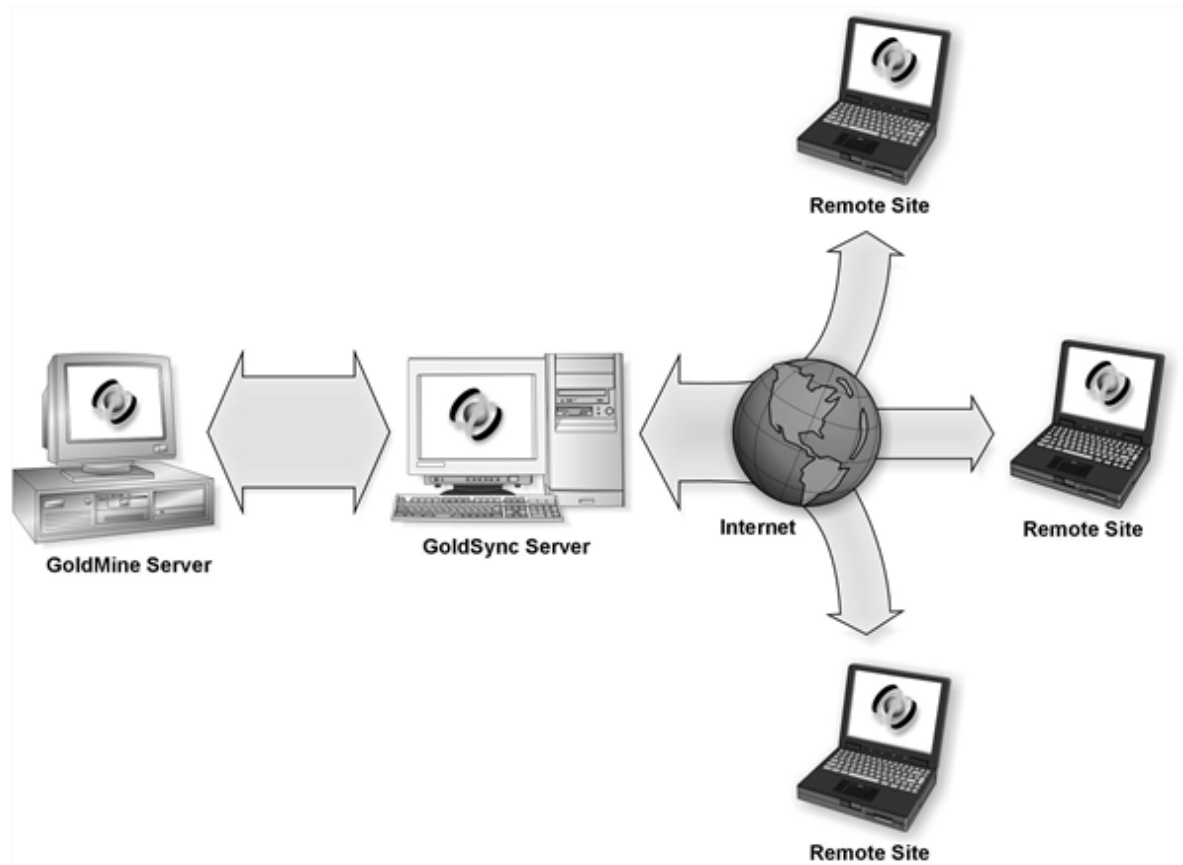 Remote Site
GoldMine Server
GoldSync Server
Internet
Remote Site
Remote Site